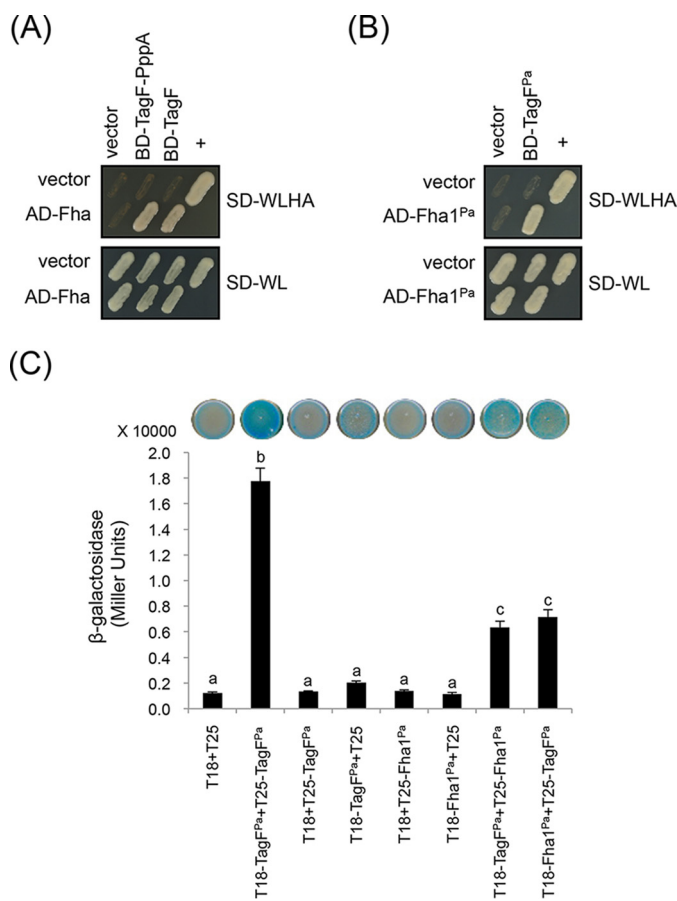 (A)
vector
BD-TagF-PppA
BD-TagF
+
vector
AD-Fha
SD-WLHA
vector
AD-Fha
SD-WL
(B)
vector
BD-TagFPa
+
vector
AD-Fha1Pa
SD-WLHA
vector
AD-Fha1Pa
SD-WL
(C)
X 10000
β-galactosidase
(Miller Units)
2.0
1.8
1.6
1.4
1.2
1.0
0.8
0.6
0.4
0.2
0.0
a
b
a
a
a
a
c
c
T18+T25
T18-TagFPa+T25-TagFPa
T18+T25-TagFPa
T18-TagFPa+T25
T18+T25-Fha1Pa
T18-Fha1Pa+T25
T18-TagFPa+T25-Fha1Pa
T18-Fha1Pa+T25-TagFPa